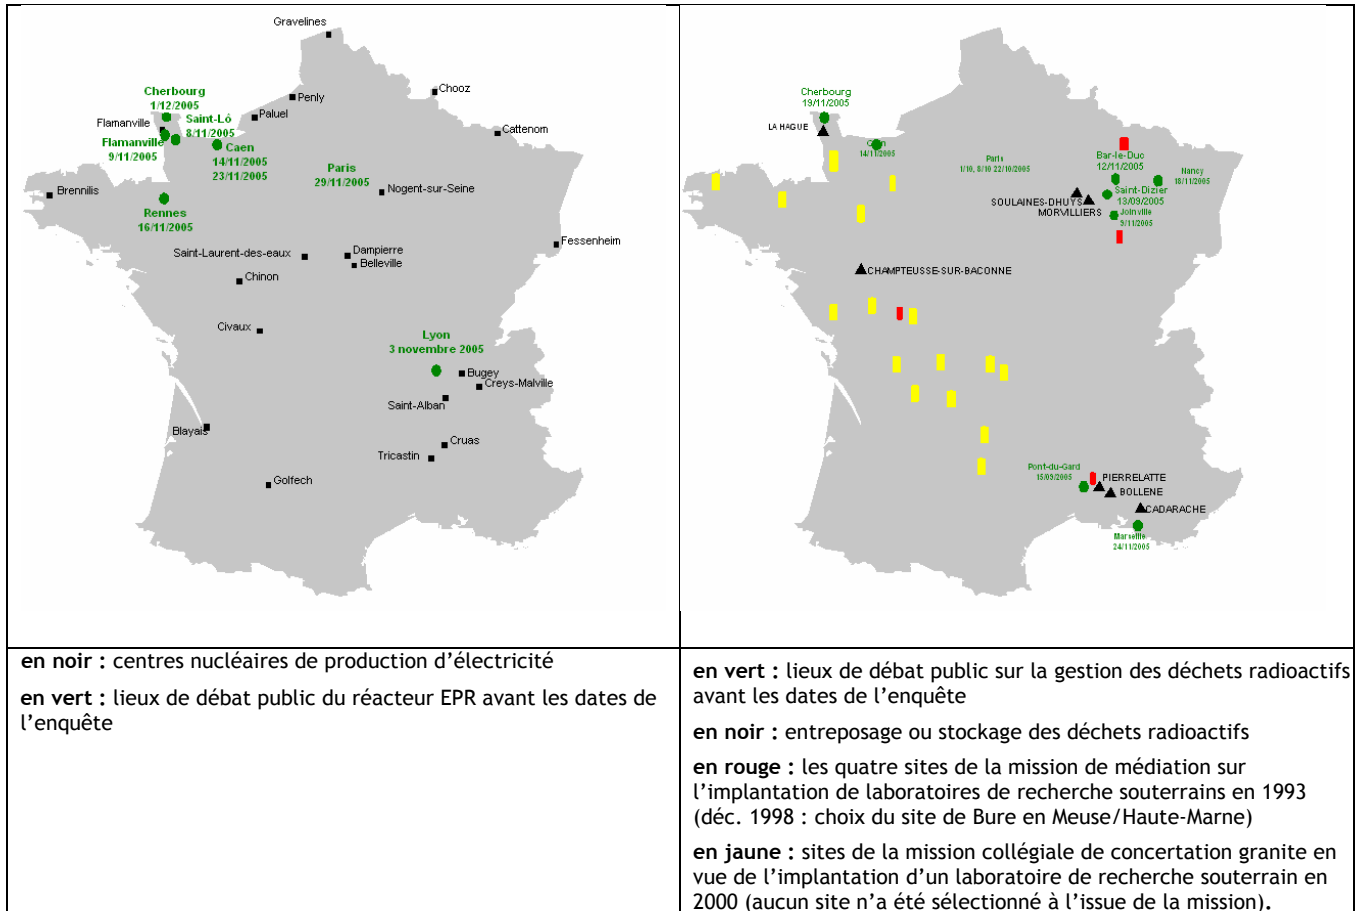 Gravelines
Chooz
Penly
Paluel
Cattenom
Cherbourg
1/12/2005
Flamanville
Saint-Lô
8/11/2005
Flamanville
9/11/2005
Caen
14/11/2005
23/11/2005
Paris
29/11/2005
Nogent-sur-Seine
Brennilis
Rennes
16/11/2005
Fessenheim
Saint-Laurent-des-eaux
Dampierre
Belleville
Chinon
Civaux
Lyon
3 novembre 2005
Bugey
Creys-Malville
Saint-Alban
Blayais
Cruas
Tricastin
Golfech
Cherbourg
19/11/2005
LA HAGUE
Caen
14/11/2005
Paris
1/10, 8/10 22/10/2005
Bar-le-Duc
12/11/2005
Nancy
18/11/2005
Saint-Dizier
13/09/2005
SOULAINES-DHUYS
MORVILLIERS
Joinville
9/11/2005
CHAMPTEUSSE-SUR-BACONNE
Pont-du-Gard
15/09/2005
PIERRELATTE
BOLLENE
CADARACHE
Marseille
24/11/2005
en noir : centres nucléaires de production d’électricité
en vert : lieux de débat public du réacteur EPR avant les dates de
l’enquête
en vert : lieux de débat public sur la gestion des déchets radioactifs
avant les dates de l’enquête
en noir : entreposage ou stockage des déchets radioactifs
en rouge : les quatre sites de la mission de médiation sur
l’implantation de laboratoires de recherche souterrains en 1993
(déc. 1998 : choix du site de Bure en Meuse/Haute-Marne)
en jaune : sites de la mission collégiale de concertation granite en
vue de l’implantation d’un laboratoire de recherche souterrain en
2000 (aucun site n’a été sélectionné à l’issue de la mission).